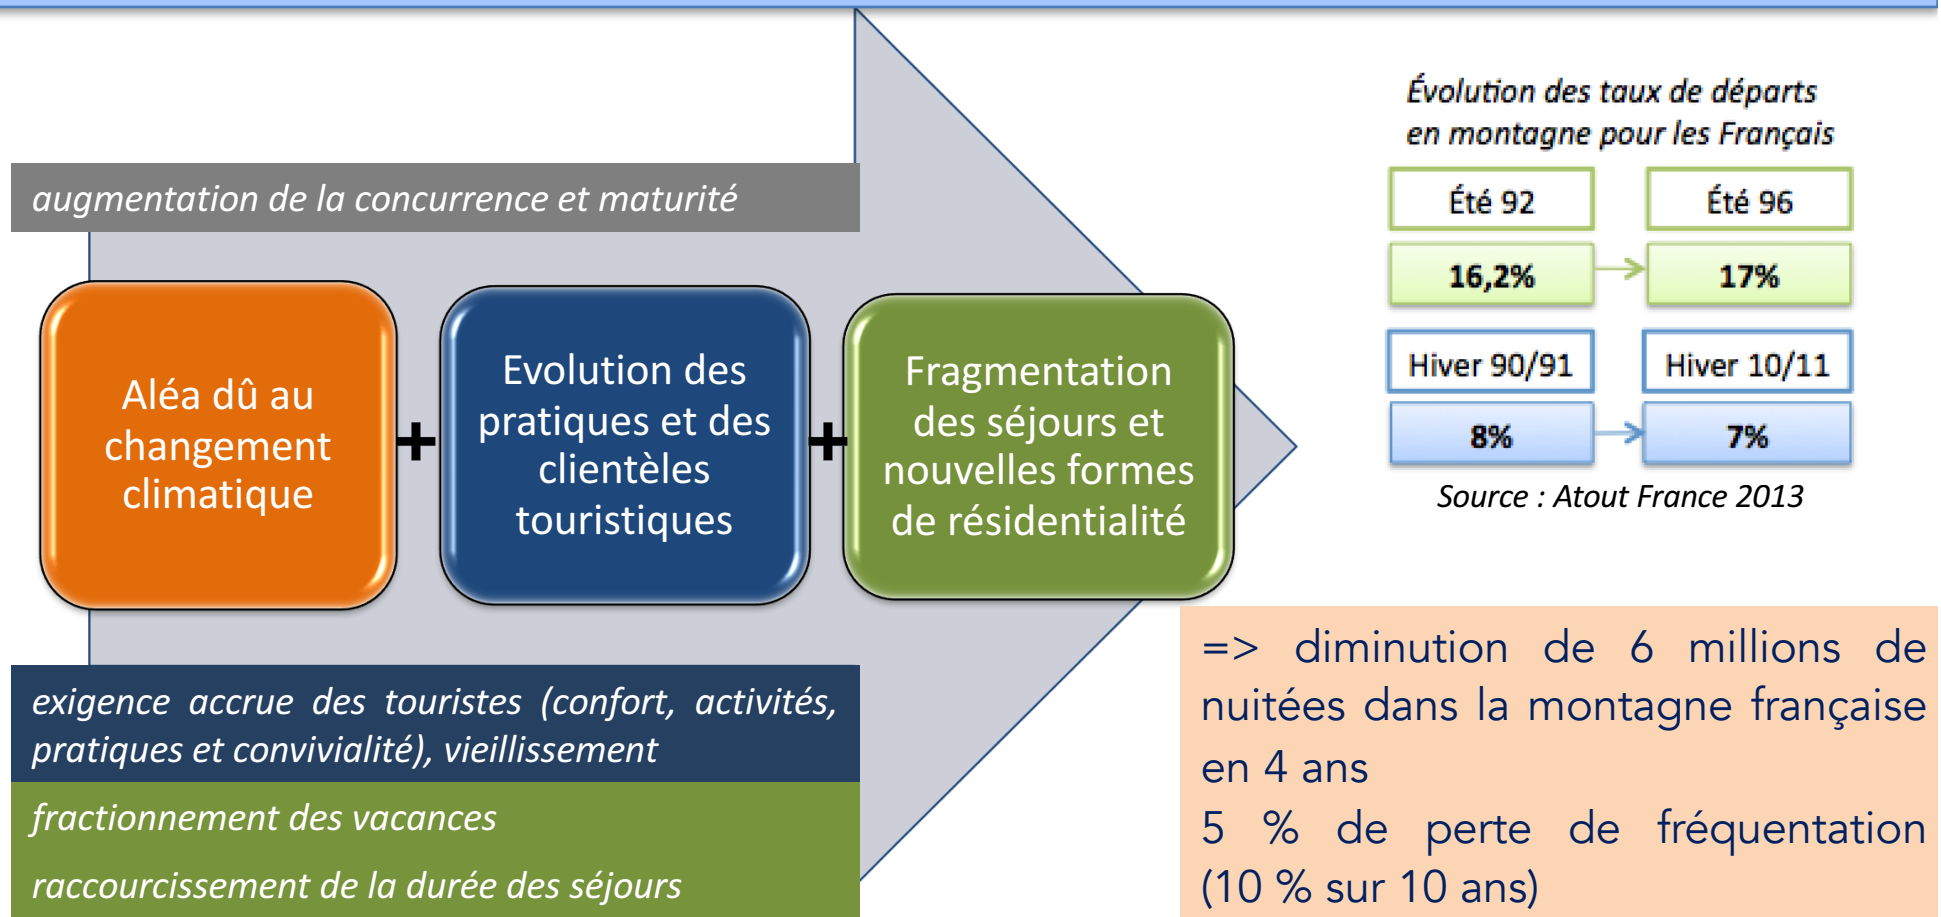 augmentation de la concurrence et maturité
Aléa dû au
changement
climatique
+
Evolution des
pratiques et des
clientèles
touristiques
+
Fragmentation
des séjours et
nouvelles formes
de résidentialité
exigence accrue des touristes (confort, activités,
pratiques et convivialité), vieillissement
fractionnement des vacances
raccourcissement de la durée des séjours
Évolution des taux de départs
en montagne pour les Français
Été 92 Été 96
16,2% 17%
Hiver 90/91 Hiver 10/11
8% 7%
Source : Atout France 2013
=> diminution de 6 millions de
nuitées dans la montagne française
en 4 ans
5 % de perte de fréquentation
(10 % sur 10 ans)